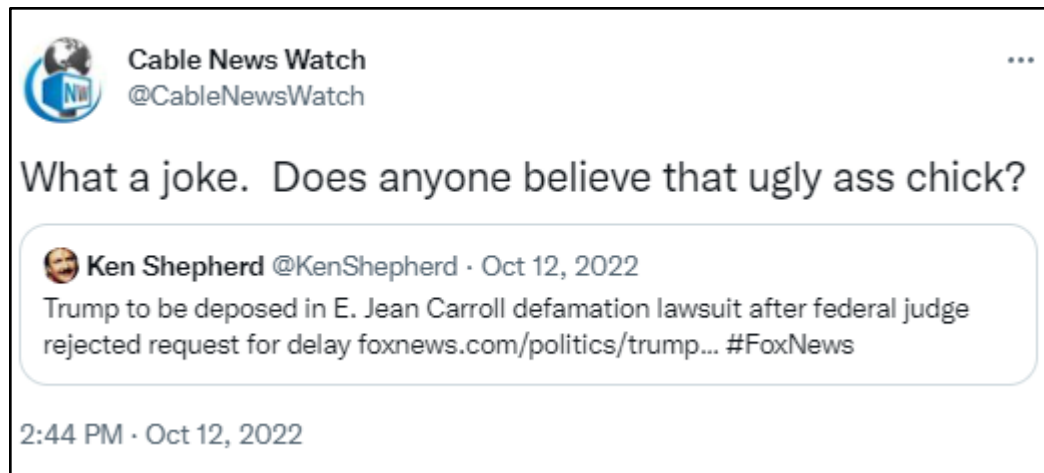 Cable News Watch
@CableNewsWatch
NW
What a joke.  Does anyone believe that ugly ass chick?
Ken Shepherd @KenShepherd · Oct 12, 2022
Trump to be deposed in E. Jean Carroll defamation lawsuit after federal judge
rejected request for delay foxnews.com/politics/trump... #FoxNews
2:44 PM · Oct 12, 2022